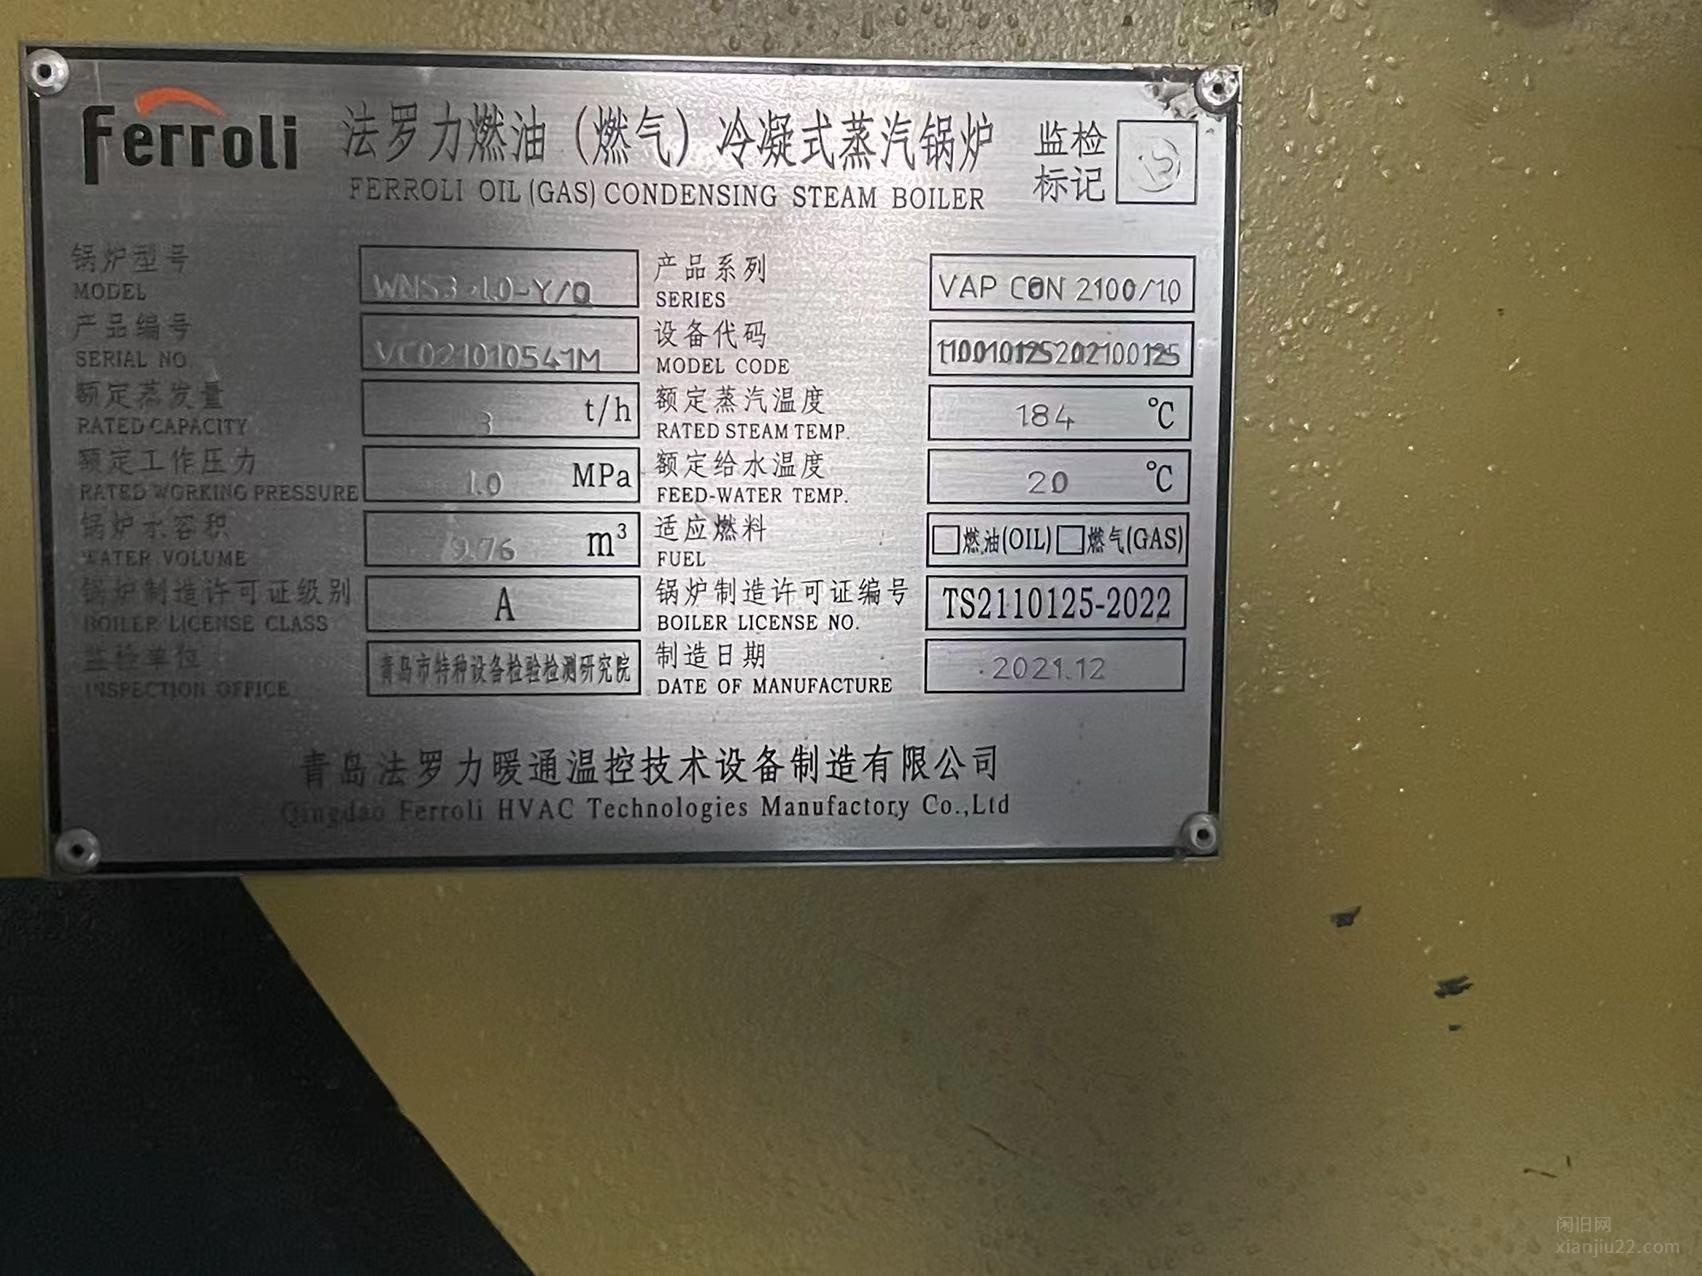 Ferroli 法罗力燃油（燃气）冷凝式蒸汽锅炉 监检标记
FERROLI OIL (GAS) CONDENSING STEAM BOILER
锅炉型号 WNS3-1.0-Y/Q 产品系列 VAP CON 2100/10
MODEL SERIES
产品编号 VC021010541M 设备代码 110010125202100125
SERIAL NO. MODEL CODE
额定蒸发量 3 t/h 额定蒸汽温度 184 ℃
RATED CAPACITY RATED STEAM TEMP.
额定工作压力 1.0 MPa 额定给水温度 20 ℃
RATED WORKING PRESSURE FEED-WATER TEMP.
锅炉水容积 9.76 m³ 适应燃料 □燃油(OIL) □燃气(GAS)
WATER VOLUME FUEL
锅炉制造许可证级别 A 锅炉制造许可证编号 TS2110125-2022
BOILER LICENSE CLASS BOILER LICENSE NO.
监检单位 青岛市特种设备检验检测研究院 制造日期 2021.12
INSPECTION OFFICE DATE OF MANUFACTURE
青岛法罗力暖通温控技术设备制造有限公司
Qingdao Ferroli HVAC Technologies Manufactory Co.,Ltd
闲旧网
xianjiu22.com